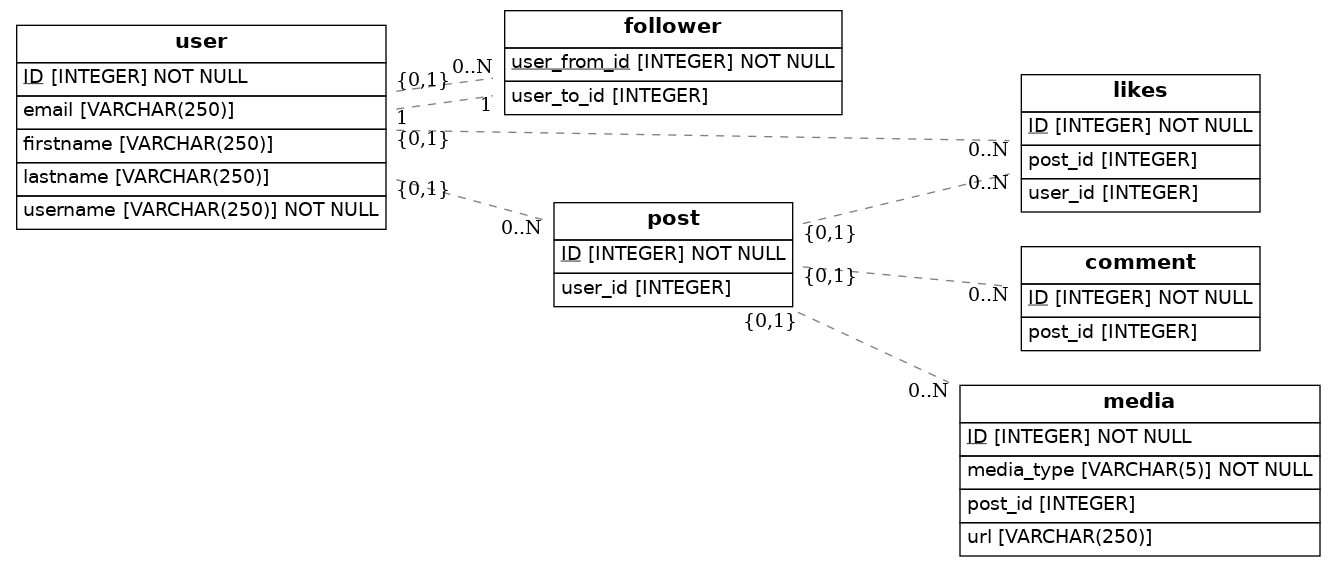 user
ID [INTEGER] NOT NULL
email [VARCHAR(250)]
firstname [VARCHAR(250)]
lastname [VARCHAR(250)]
username [VARCHAR(250)] NOT NULL
follower
user_from_id [INTEGER] NOT NULL
user_to_id [INTEGER]
0..N
{0,1}
1
1
{0,1}
0..N
{0,1}
0..N
likes
ID [INTEGER] NOT NULL
post_id [INTEGER]
user_id [INTEGER]
post
ID [INTEGER] NOT NULL
user_id [INTEGER]
0..N
{0,1}
{0,1}
0..N
comment
ID [INTEGER] NOT NULL
post_id [INTEGER]
{0,1}
0..N
media
ID [INTEGER] NOT NULL
media_type [VARCHAR(5)] NOT NULL
post_id [INTEGER]
url [VARCHAR(250)]